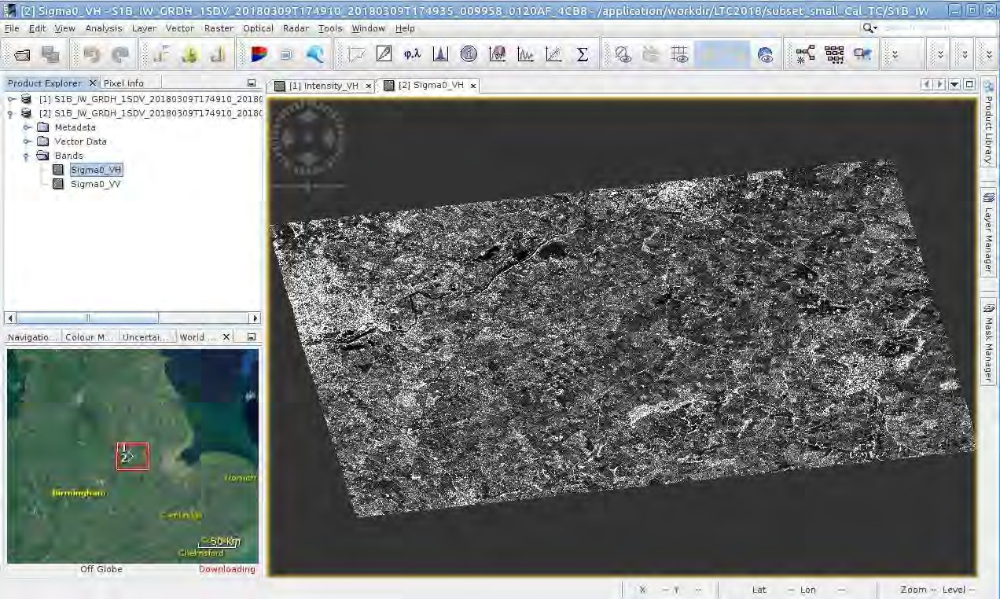 [2] Sigma0_VH - S1B_IW_GRDH_1SDV_20180309T174910_20180309T174935_009958_0120AF_4CB8 - /application/workdir/LTC2018/subset_small_Cal_TC/S1B_IW
File Edit View Analysis Layer Vector Raster Optical Radar Tools Window Help
φ,λ Σ
Product Explorer Pixel Info
[1] Intensity_VH [2] Sigma0_VH
[1] S1B_IW_GRDH_1SDV_20180309T174910_20180
[2] S1B_IW_GRDH_1SDV_20180309T174910_20180
Metadata
Vector Data
Bands
Sigma0_VH
Sigma0_VV
Product Library
Layer Manager
Mask Manager
Navigatio... Colour M... Uncertai... World ...
1
2
Norwich
Birmingham
Cambridge
50 km
Chelmsford
Off Globe Downloading
X -- Y -- Lat -- Lon -- Zoom -- Level --